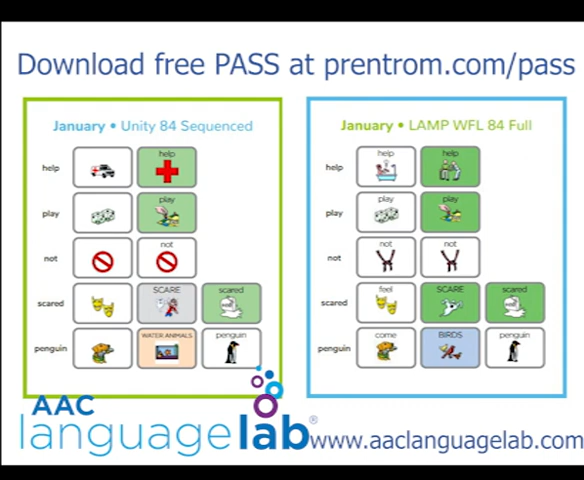 Download free PASS at prentrom.com/pass
January • Unity 84 Sequenced
help
help
play
play
not
not
scared
SCARE
scared
penguin
WATER ANIMALS
penguin
January • LAMP WFL 84 Full
help
help
help
play
play
play
not
not
not
scared
feel
SCARE
scared
penguin
come
BIRDS
penguin
AAC
languagelab®
www.aaclanguagelab.com